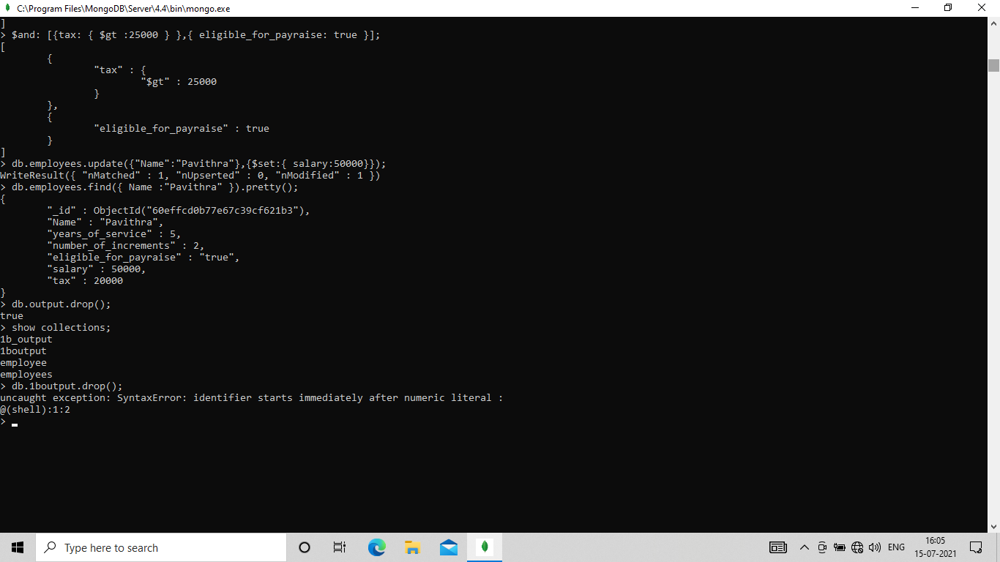 C:\Program Files\MongoDB\Server\4.4\bin\mongo.exe
]
> $and: [{tax: { $gt :25000 } },{ eligible_for_payraise: true }];
[
        {
                "tax" : {
                        "$gt" : 25000
                }
        },
        {
                "eligible_for_payraise" : true
        }
]
> db.employees.update({"Name":"Pavithra"},{$set:{ salary:50000}});
WriteResult({ "nMatched" : 1, "nUpserted" : 0, "nModified" : 1 })
> db.employees.find({ Name :"Pavithra" }).pretty();
{
        "_id" : ObjectId("60effcd0b77e67c39cf621b3"),
        "Name" : "Pavithra",
        "years_of_service" : 5,
        "number_of_increments" : 2,
        "eligible_for_payraise" : "true",
        "salary" : 50000,
        "tax" : 20000
}
> db.output.drop();
true
> show collections;
1b_output
1boutput
employee
employees
> db.1boutput.drop();
uncaught exception: SyntaxError: identifier starts immediately after numeric literal :
@(shell):1:2
>
Type here to search
ENG
16:05
15-07-2021